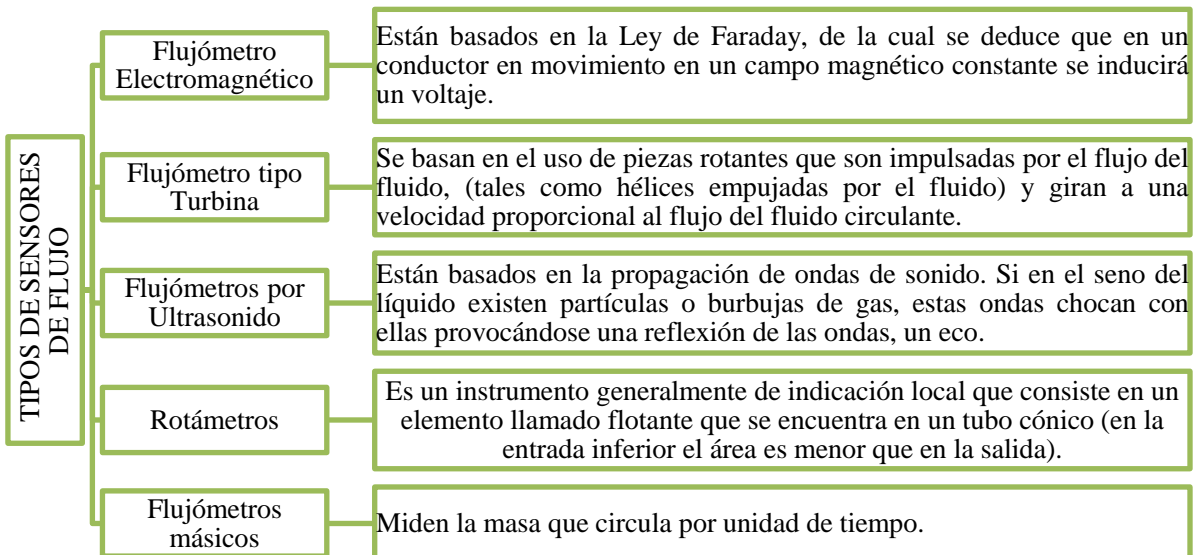 TIPOS DE SENSORES
DE FLUJO
Flujómetro
Electromagnético
Están basados en la Ley de Faraday, de la cual se deduce que en un
conductor en movimiento en un campo magnético constante se inducirá
un voltaje.
Flujómetro tipo
Turbina
Se basan en el uso de piezas rotantes que son impulsadas por el flujo del
fluido, (tales como hélices empujadas por el fluido) y giran a una
velocidad proporcional al flujo del fluido circulante.
Flujómetros por
Ultrasonido
Están basados en la propagación de ondas de sonido. Si en el seno del
líquido existen partículas o burbujas de gas, estas ondas chocan con
ellas provocándose una reflexión de las ondas, un eco.
Rotámetros
Es un instrumento generalmente de indicación local que consiste en un
elemento llamado flotante que se encuentra en un tubo cónico (en la
entrada inferior el área es menor que en la salida).
Flujómetros
másicos
Miden la masa que circula por unidad de tiempo.